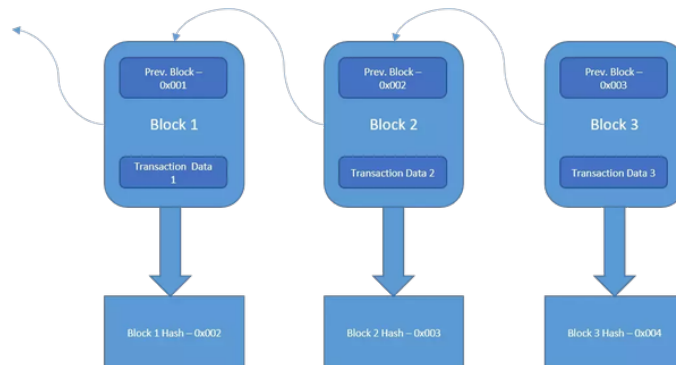 Prev. Block –
0x001
Block 1
Transaction Data
1
Prev. Block –
0x002
Block 2
Transaction Data 2
Prev. Block –
0x003
Block 3
Transaction Data 3
Block 1 Hash – 0x002
Block 2 Hash – 0x003
Block 3 Hash – 0x004